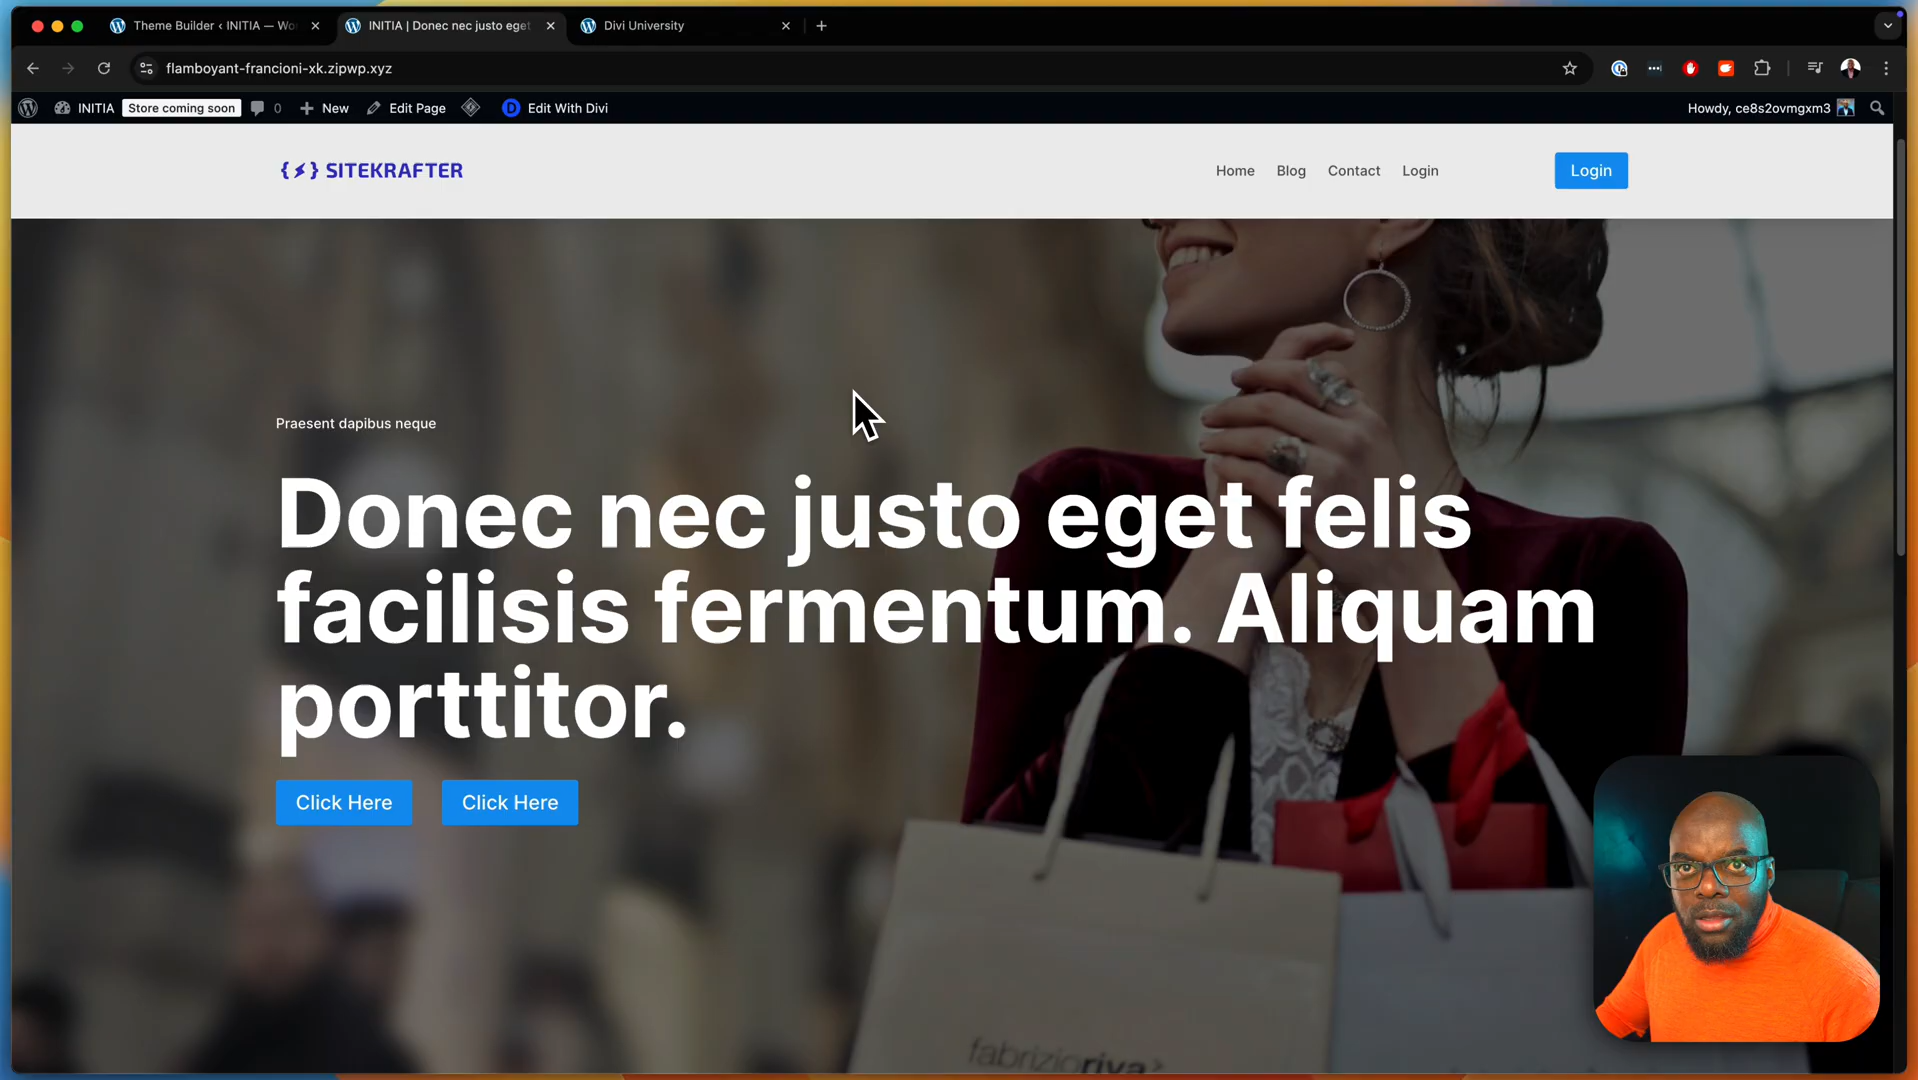 Theme Builder ‹ INITIA — Wo
INITIA | Donec nec justo eget
Divi University
flamboyant-francioni-xk.zipwp.xyz
INITIA
Store coming soon
0
New
Edit Page
D
Edit With Divi
Howdy, ce8s2ovmgxm3
SITEKRAFTER
Home
Blog
Contact
Login
Login
Praesent dapibus neque
Donec nec justo eget felis
facilisis fermentum. Aliquam
porttitor.
Click Here
Click Here
fabrizioriva>